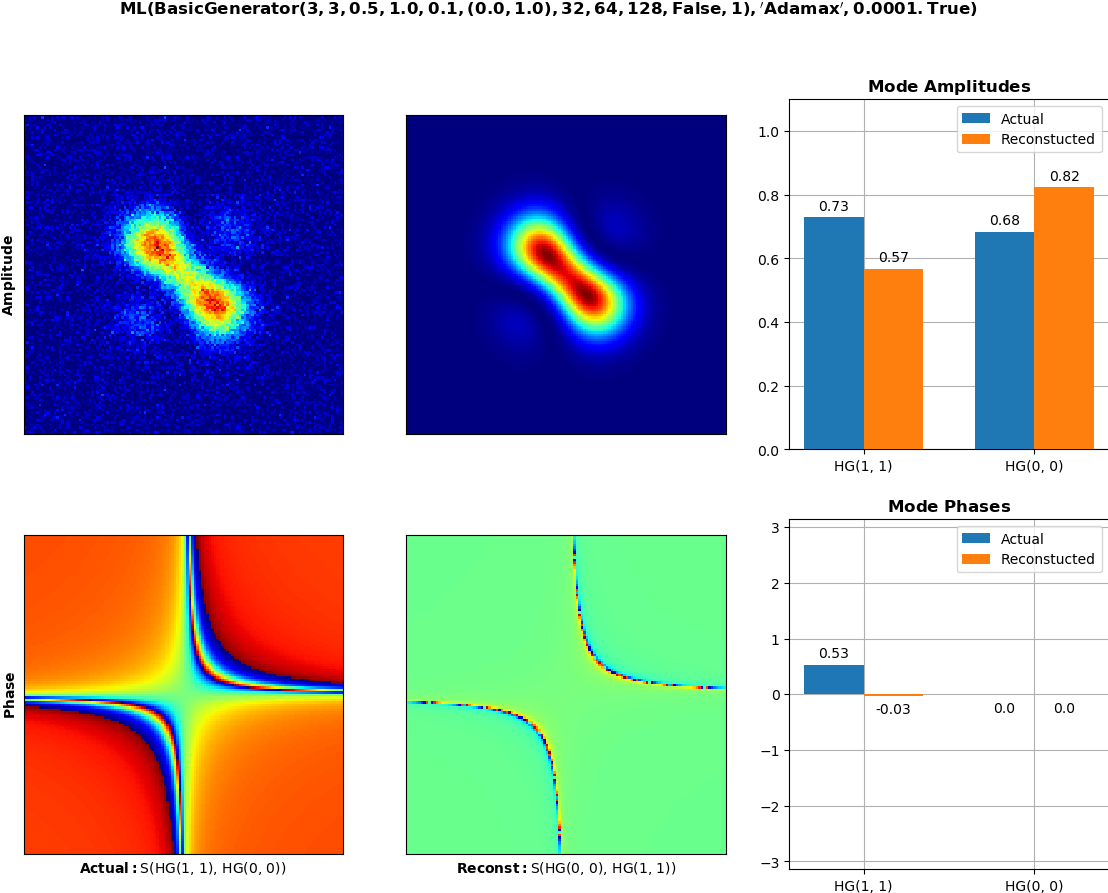 ML(BasicGenerator(3, 3, 0.5, 1.0, 0.1, (0.0, 1.0), 32, 64, 128, False, 1), ′Adamax′, 0.0001. True)
Mode Amplitudes
Actual
Reconstucted
1.0
0.8
0.6
0.4
0.2
0.0
0.73
0.57
0.68
0.82
HG(1, 1)
HG(0, 0)
Amplitude
Mode Phases
Actual
Reconstucted
3
2
1
0
−1
−2
−3
0.53
-0.03
0.0
0.0
HG(1, 1)
HG(0, 0)
Phase
Actual: S(HG(1, 1), HG(0, 0))
Reconst: S(HG(0, 0), HG(1, 1))